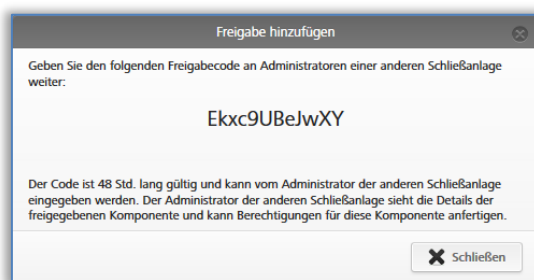 Freigabe hinzufügen
Geben Sie den folgenden Freigabecode an Administratoren einer anderen Schließanlage
weiter:
Ekxc9UBeJwXY
Der Code ist 48 Std. lang gültig und kann vom Administrator der anderen Schließanlage
eingegeben werden. Der Administrator der anderen Schließanlage sieht die Details der
freigegebenen Komponente und kann Berechtigungen für diese Komponente anfertigen.
Schließen